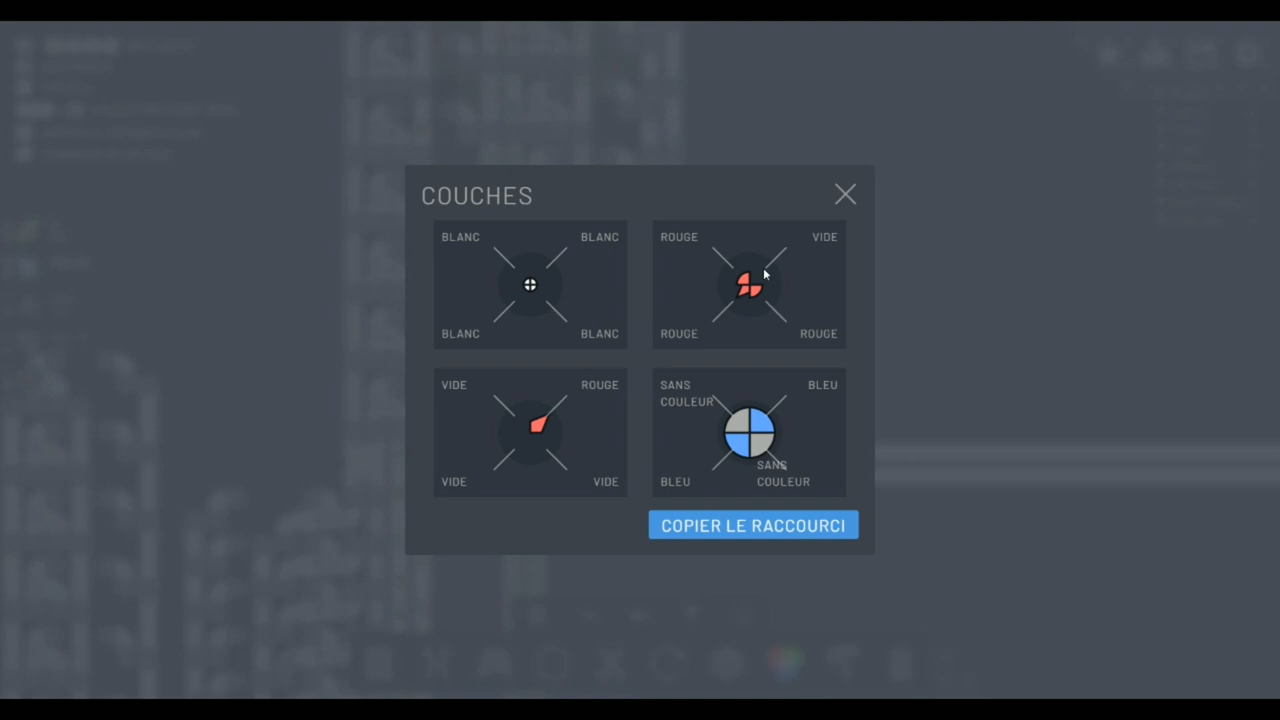 COUCHES
BLANC BLANC
BLANC BLANC
ROUGE VIDE
ROUGE ROUGE
VIDE ROUGE
VIDE VIDE
SANS
COULEUR
BLEU
BLEU
SANS
COULEUR
COPIER LE RACCOURCI